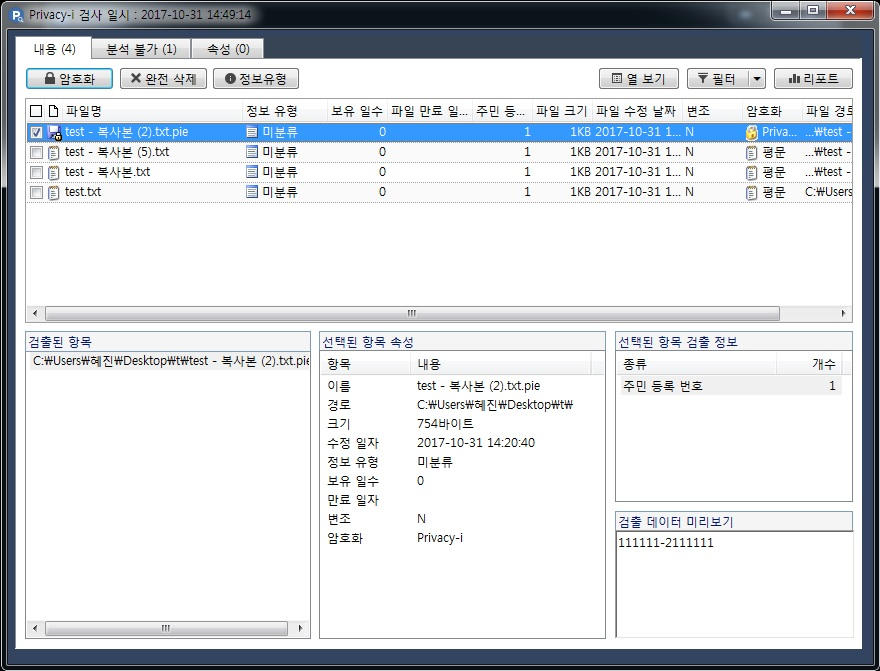 Privacy-i 검사 일시 : 2017-10-31 14:49:14
내용 (4) 분석 불가 (1) 속성 (0)
암호화 완전 삭제 정보유형 열 보기 필터 리포트
파일명 정보 유형 보유 일수 파일 만료 일... 주민 등... 파일 크기 파일 수정 날짜 변조 암호화 파일 경로
test - 복사본 (2).txt.pie 미분류 0 1 1KB 2017-10-31 1... N Priva... ...₩test -
test - 복사본 (5).txt 미분류 0 1 1KB 2017-10-31 1... N 평문 ...₩test -
test - 복사본.txt 미분류 0 1 1KB 2017-10-31 1... N 평문 ...₩test -
test.txt 미분류 0 1 1KB 2017-10-31 1... N 평문 C:₩Users
검출된 항목
C:₩Users₩혜진₩Desktop₩t₩test - 복사본 (2).txt.pie
선택된 항목 속성
항목 내용
이름 test - 복사본 (2).txt.pie
경로 C:₩Users₩혜진₩Desktop₩t₩
크기 754바이트
수정 일자 2017-10-31 14:20:40
정보 유형 미분류
보유 일수 0
만료 일자
변조 N
암호화 Privacy-i
선택된 항목 검출 정보
종류 개수
주민 등록 번호 1
검출 데이터 미리보기
111111-2111111